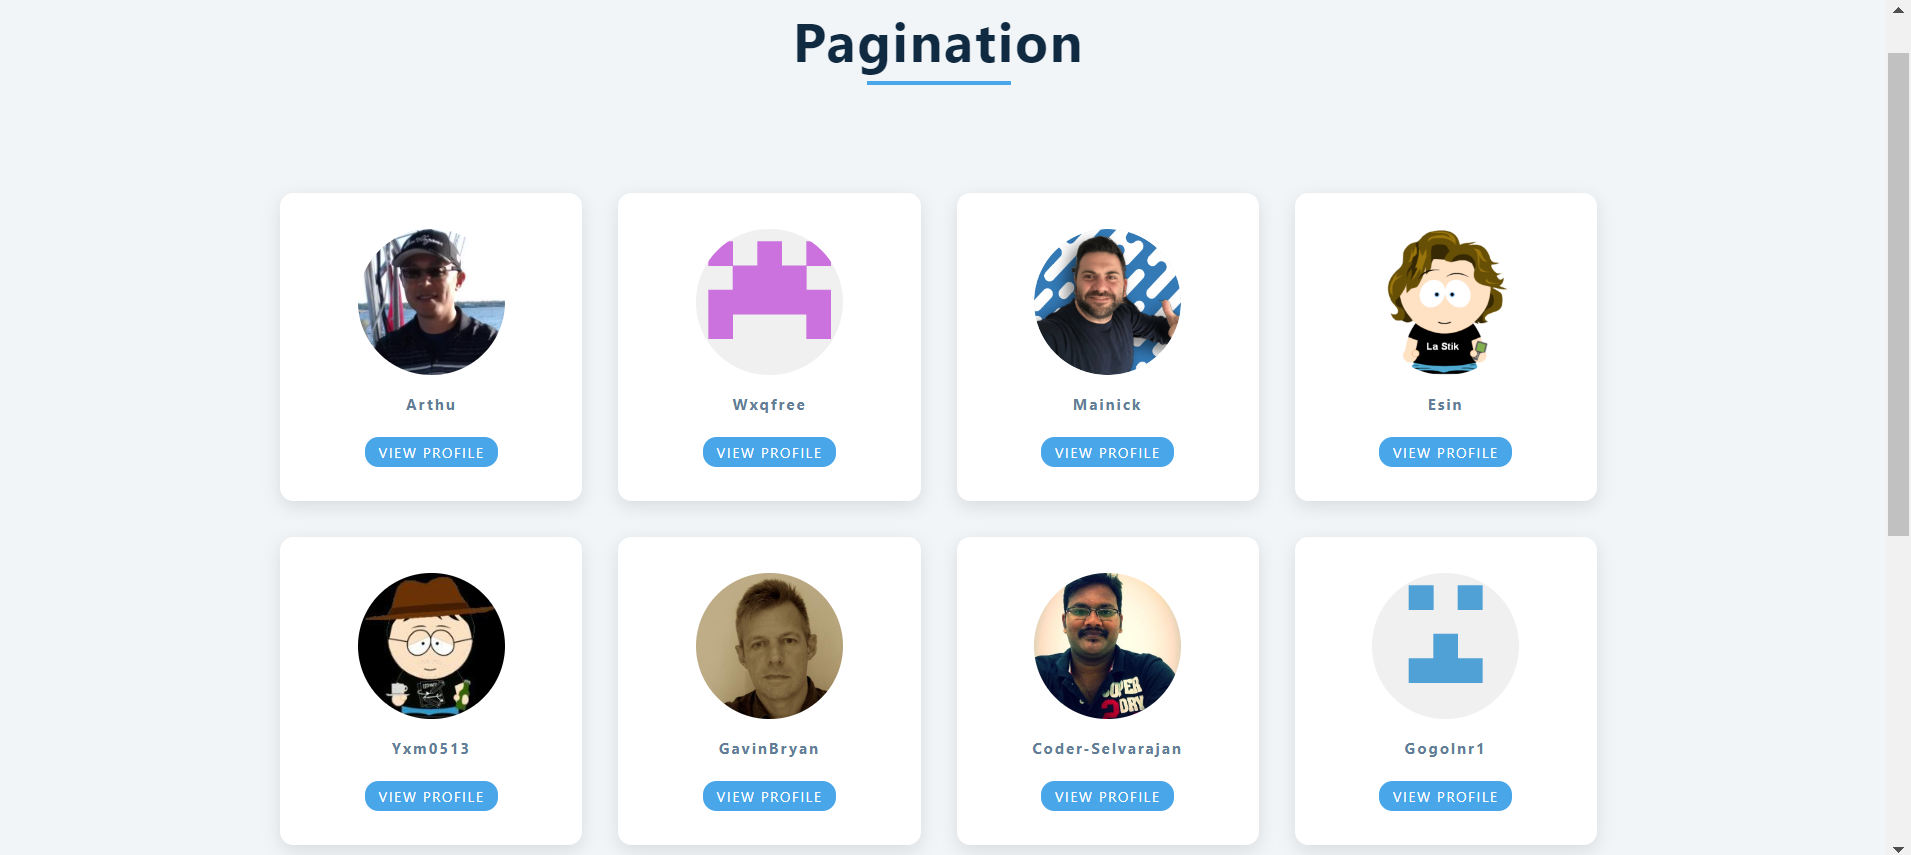 Pagination
Arthu
VIEW PROFILE
Wxqfree
VIEW PROFILE
Mainick
VIEW PROFILE
La Stik
Esin
VIEW PROFILE
Yxm0513
VIEW PROFILE
GavinBryan
VIEW PROFILE
DRY
Coder-Selvarajan
VIEW PROFILE
Gogolnr1
VIEW PROFILE